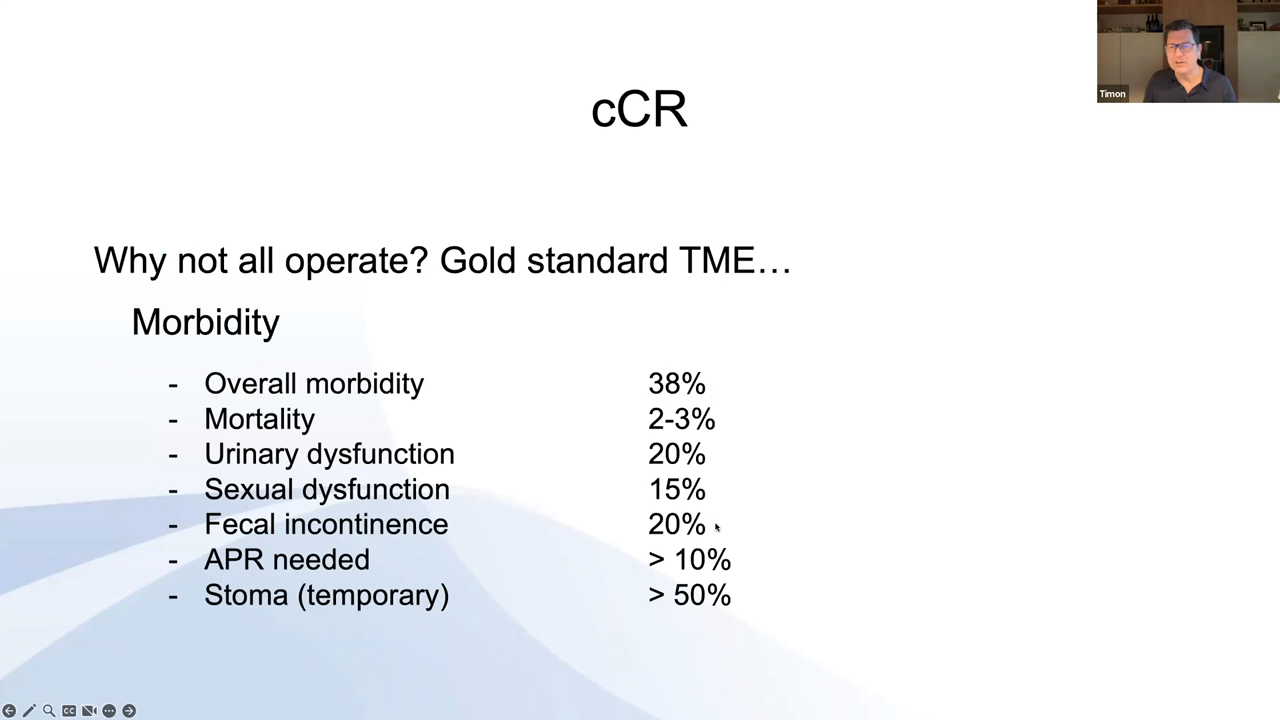 Timon
cCR
Why not all operate? Gold standard TME…
Morbidity
- Overall morbidity 38%
- Mortality 2-3%
- Urinary dysfunction 20%
- Sexual dysfunction 15%
- Fecal incontinence 20%
- APR needed > 10%
- Stoma (temporary) > 50%
CC